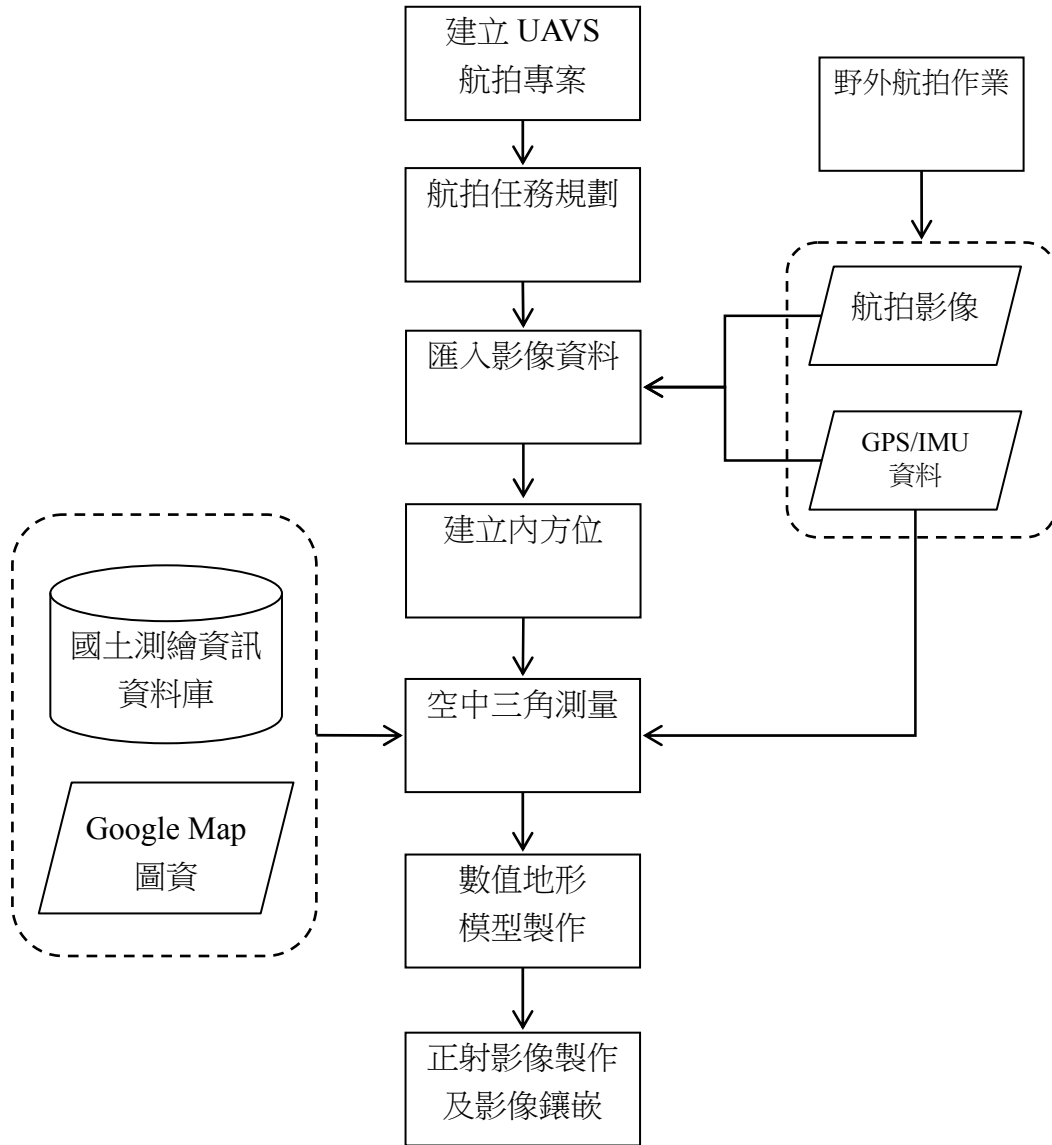 建立 UAVS
航拍專案
野外航拍作業
航拍任務規劃
航拍影像
匯入影像資料
GPS/IMU
資料
建立內方位
國土測繪資訊
資料庫
空中三角測量
Google Map
圖資
數值地形
模型製作
正射影像製作
及影像鑲嵌